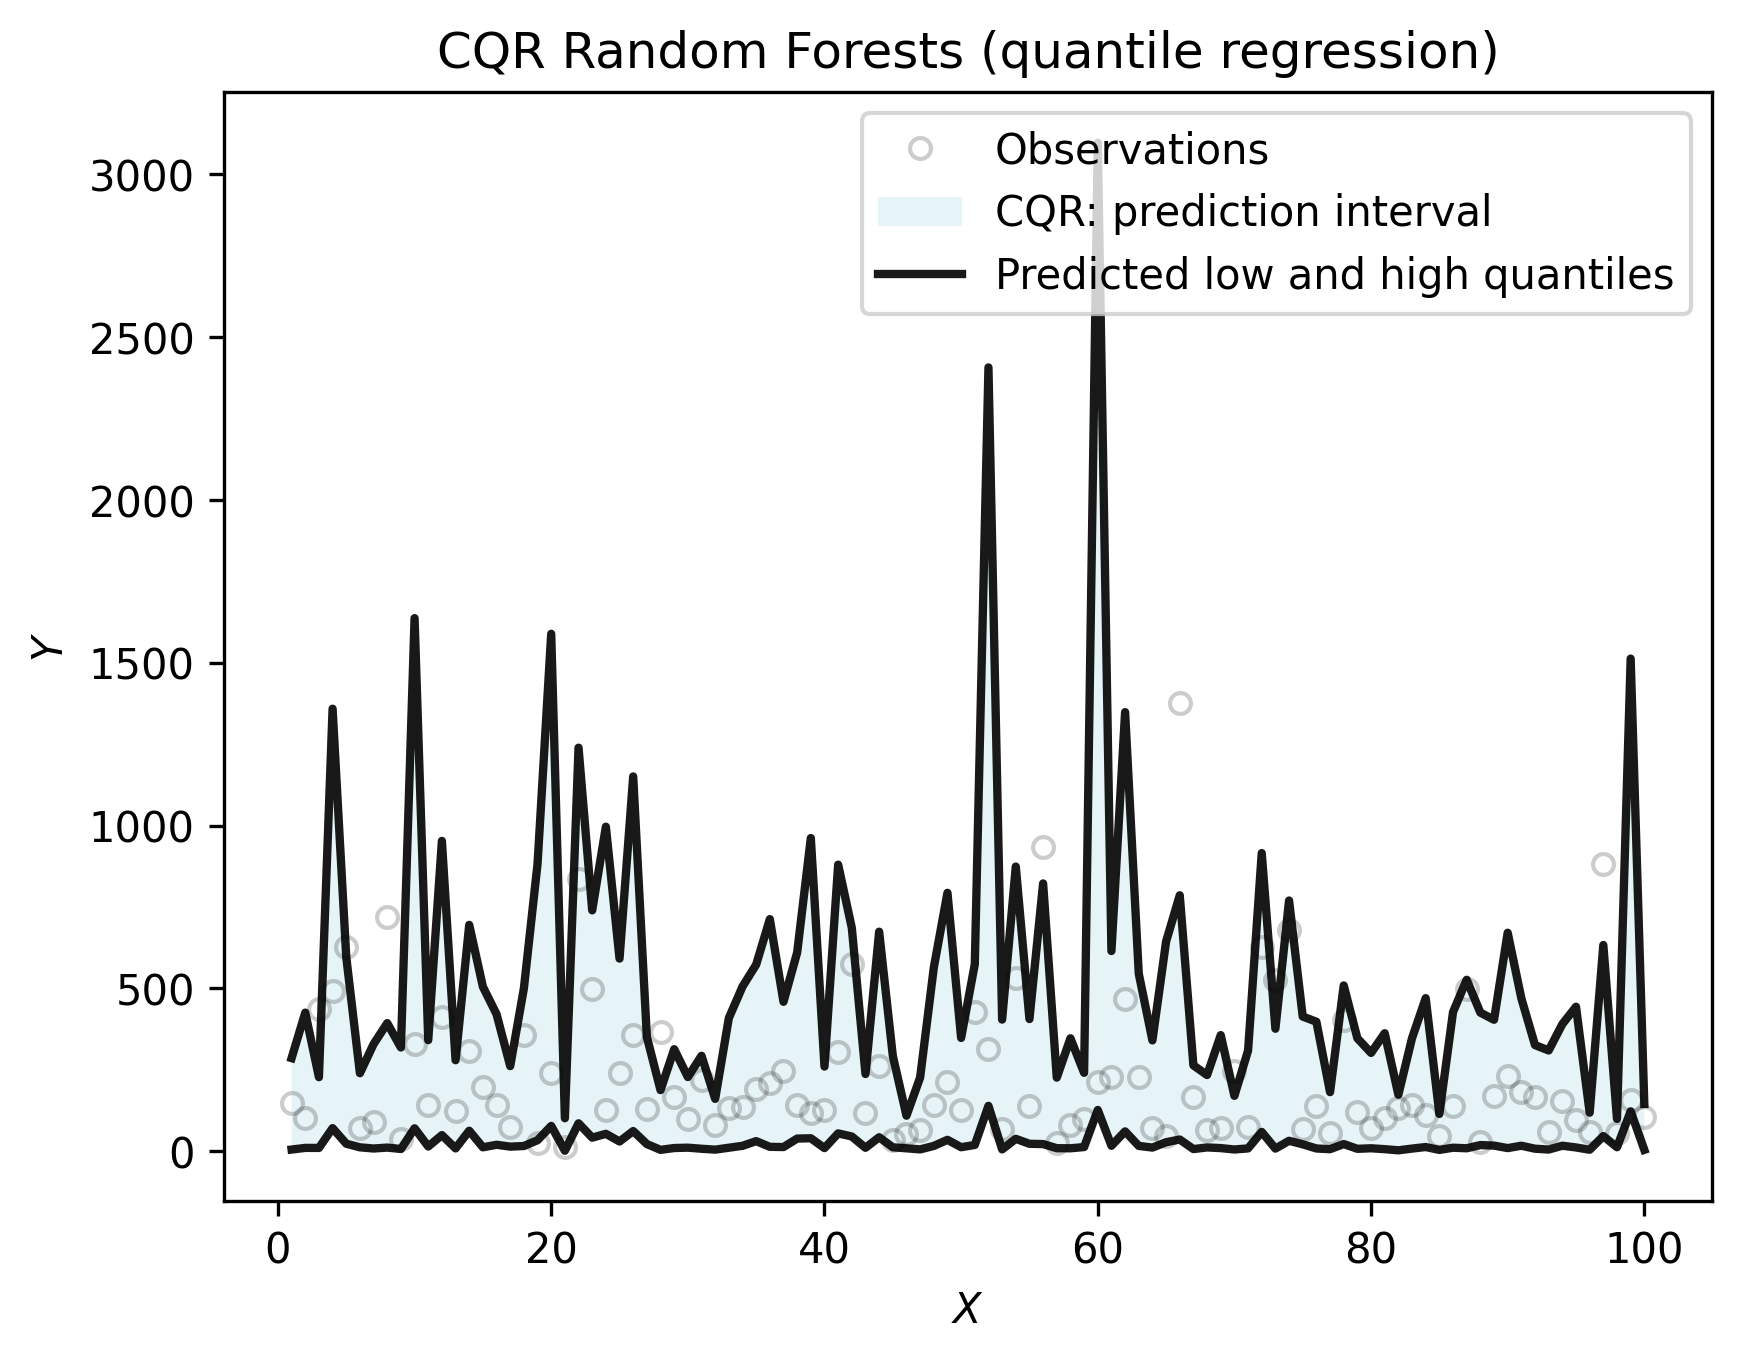 CQR Random Forests (quantile regression)
Observations
CQR: prediction interval
Predicted low and high quantiles
3000
2500
2000
1500
1000
500
0
Y
0 20 40 60 80 100
X